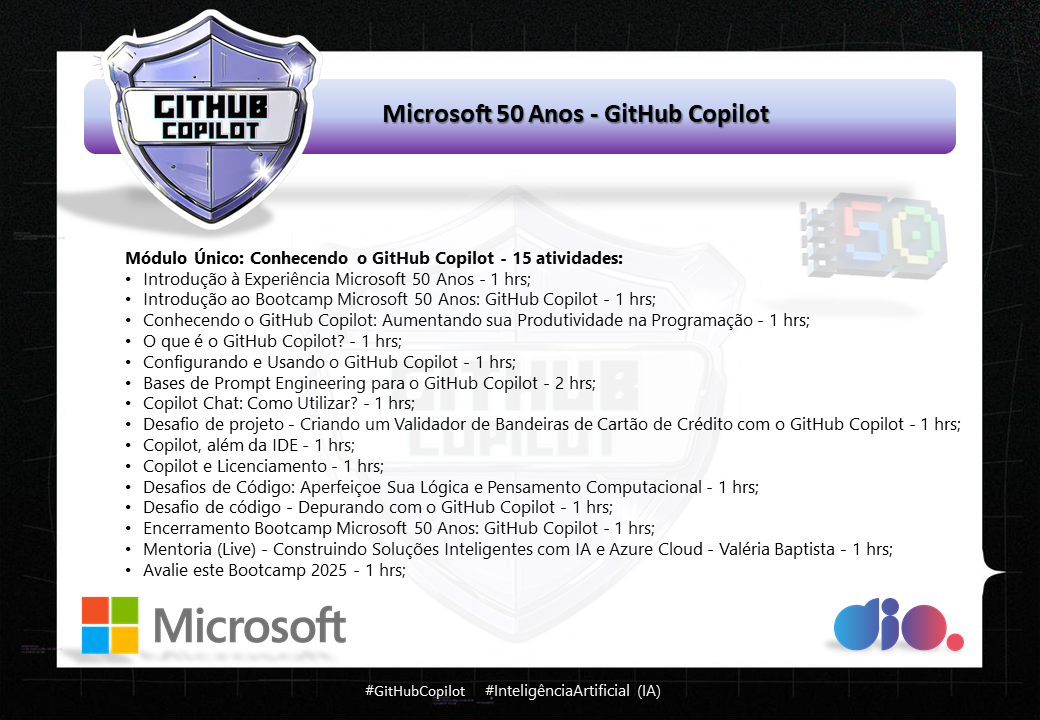 GITHUB
COPILOT
Microsoft 50 Anos - GitHub Copilot
50
Módulo Único: Conhecendo o GitHub Copilot - 15 atividades:
• Introdução à Experiência Microsoft 50 Anos - 1 hrs;
• Introdução ao Bootcamp Microsoft 50 Anos: GitHub Copilot - 1 hrs;
• Conhecendo o GitHub Copilot: Aumentando sua Produtividade na Programação - 1 hrs;
• O que é o GitHub Copilot? - 1 hrs;
• Configurando e Usando o GitHub Copilot - 1 hrs;
• Bases de Prompt Engineering para o GitHub Copilot - 2 hrs;
• Copilot Chat: Como Utilizar? - 1 hrs;
• Desafio de projeto - Criando um Validador de Bandeiras de Cartão de Crédito com o GitHub Copilot - 1 hrs;
• Copilot, além da IDE - 1 hrs;
• Copilot e Licenciamento - 1 hrs;
• Desafios de Código: Aperfeiçoe Sua Lógica e Pensamento Computacional - 1 hrs;
• Desafio de código - Depurando com o GitHub Copilot - 1 hrs;
• Encerramento Bootcamp Microsoft 50 Anos: GitHub Copilot - 1 hrs;
• Mentoria (Live) - Construindo Soluções Inteligentes com IA e Azure Cloud - Valéria Baptista - 1 hrs;
• Avalie este Bootcamp 2025 - 1 hrs;
GITHUB
COPILOT
Microsoft
dio.
#GitHubCopilot #InteligênciaArtificial (IA)